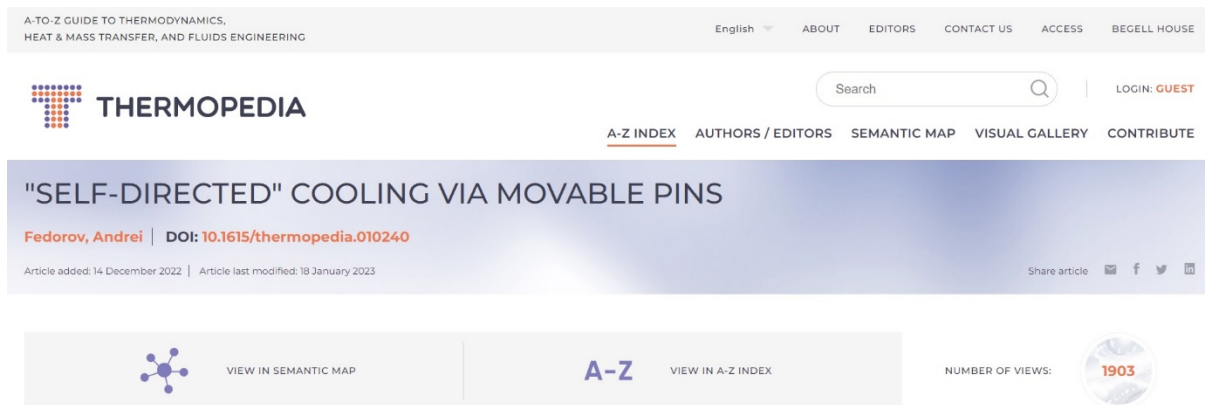 A-TO-Z GUIDE TO THERMODYNAMICS,
HEAT & MASS TRANSFER, AND FLUIDS ENGINEERING
English ABOUT EDITORS CONTACT US ACCESS BEGELL HOUSE
THERMOPEDIA
Search
LOGIN: GUEST
A-Z INDEX AUTHORS / EDITORS SEMANTIC MAP VISUAL GALLERY CONTRIBUTE
"SELF-DIRECTED" COOLING VIA MOVABLE PINS
Fedorov, Andrei | DOI: 10.1615/thermopedia.010240
Article added: 14 December 2022 | Article last modified: 18 January 2023
Share article
VIEW IN SEMANTIC MAP
A-Z VIEW IN A-Z INDEX
NUMBER OF VIEWS: 1903